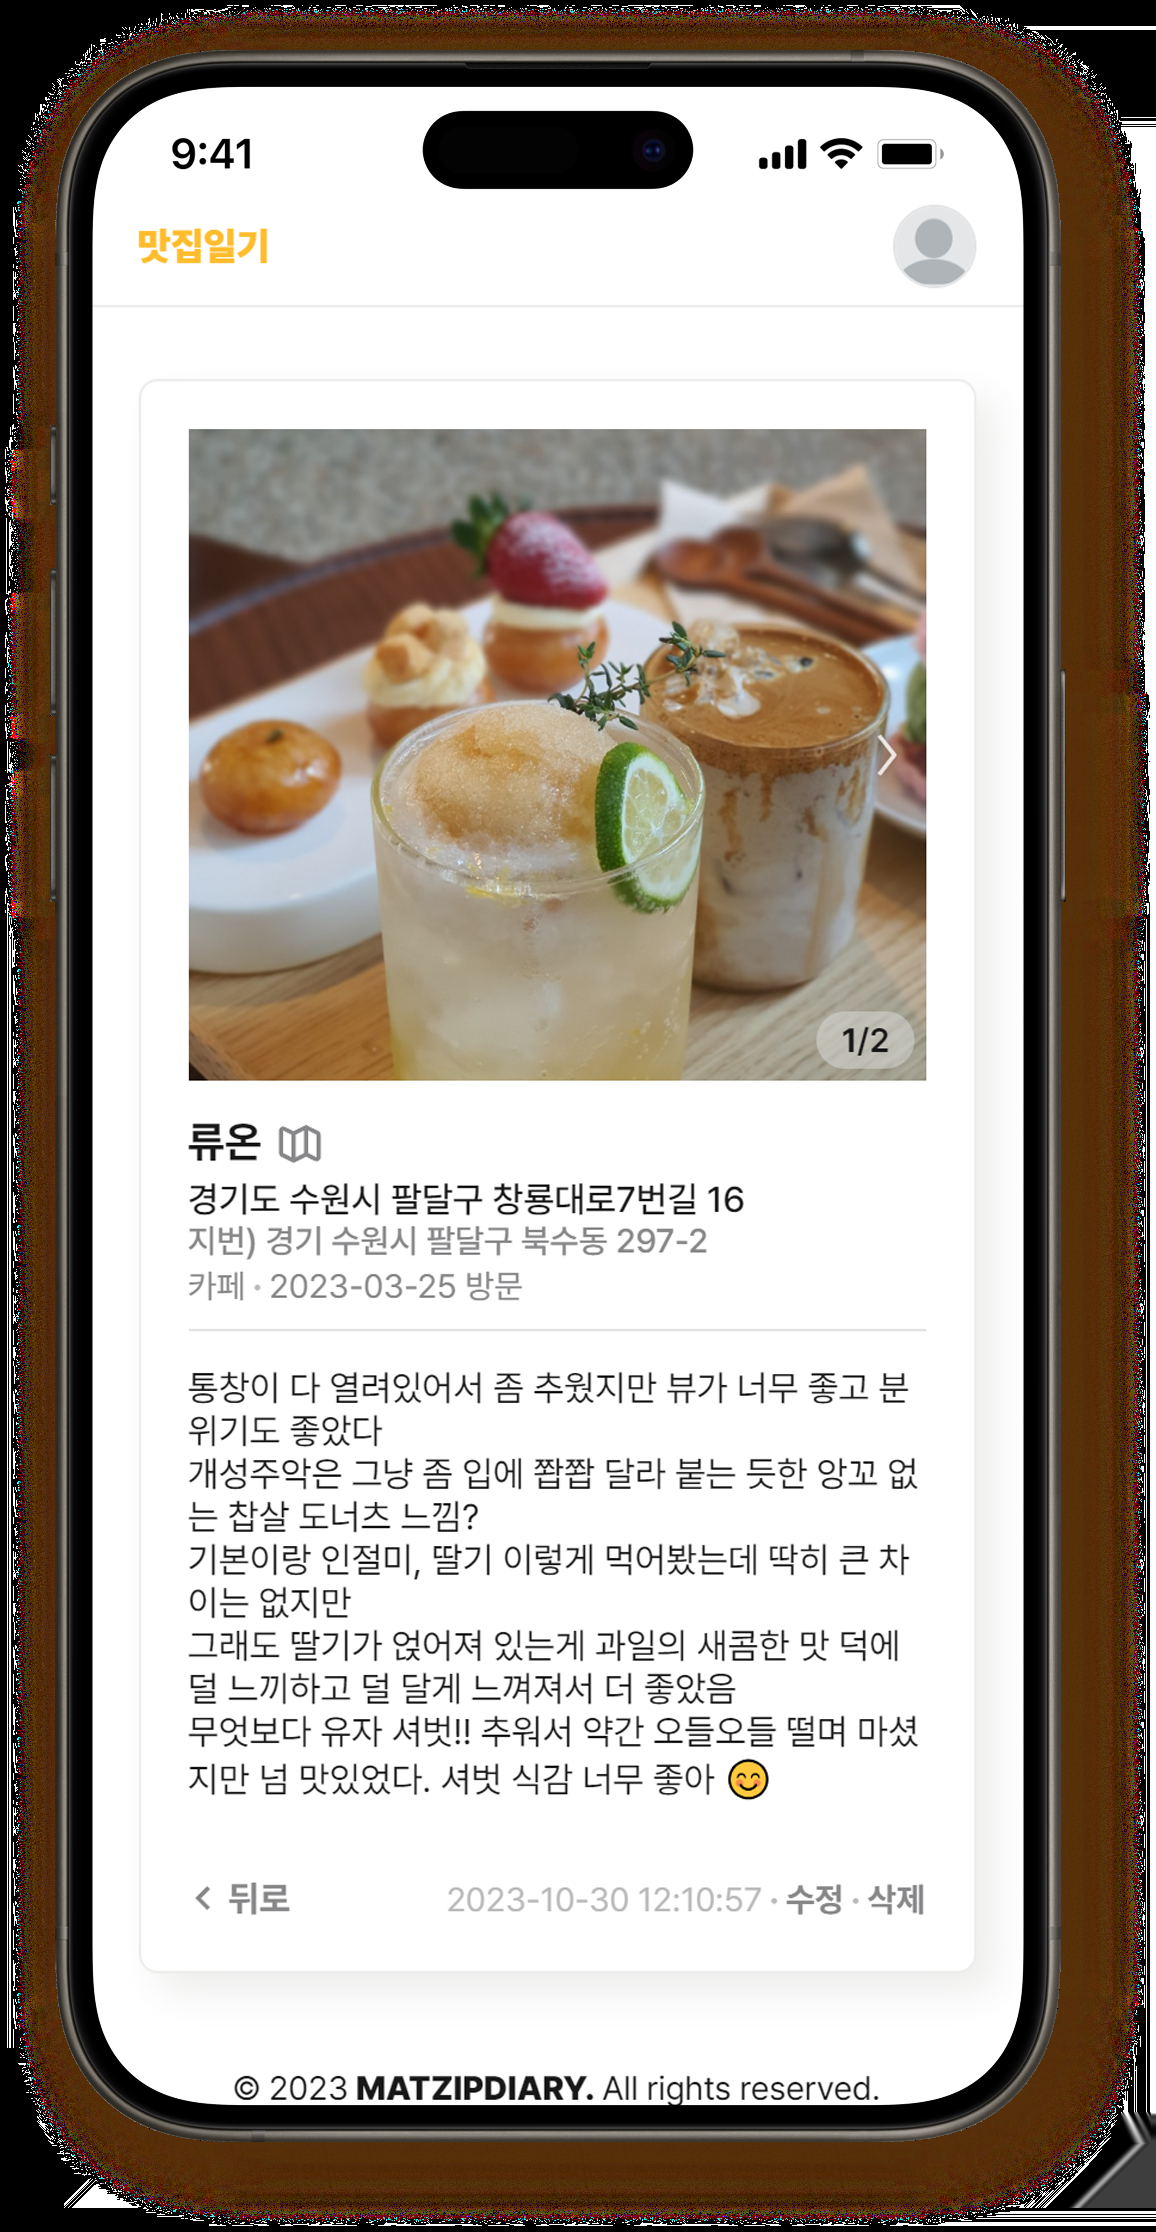 9:41
맛집일기
1/2
류온
경기도 수원시 팔달구 창룡대로7번길 16
지번) 경기 수원시 팔달구 북수동 297-2
카페 · 2023-03-25 방문
통창이 다 열려있어서 좀 추웠지만 뷰가 너무 좋고 분
위기도 좋았다
개성주악은 그냥 좀 입에 쫩쫩 달라 붙는 듯한 앙꼬 없
는 찹살 도너츠 느낌?
기본이랑 인절미, 딸기 이렇게 먹어봤는데 딱히 큰 차
이는 없지만
그래도 딸기가 얹어져 있는게 과일의 새콤한 맛 덕에
덜 느끼하고 덜 달게 느껴져서 더 좋았음
무엇보다 유자 셔벗!! 추워서 약간 오들오들 떨며 마셨
지만 넘 맛있었다. 셔벗 식감 너무 좋아 😊
뒤로
2023-10-30 12:10:57 · 수정 · 삭제
© 2023 MATZIPDIARY. All rights reserved.